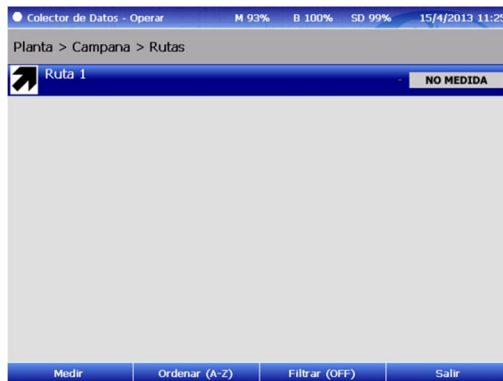 Colector de Datos - Operar M 93% B 100% SD 99% 15/4/2013 11:25
Planta > Campana > Rutas
Ruta 1
- NO MEDIDA
Medir Ordenar (A-Z) Filtrar (OFF) Salir